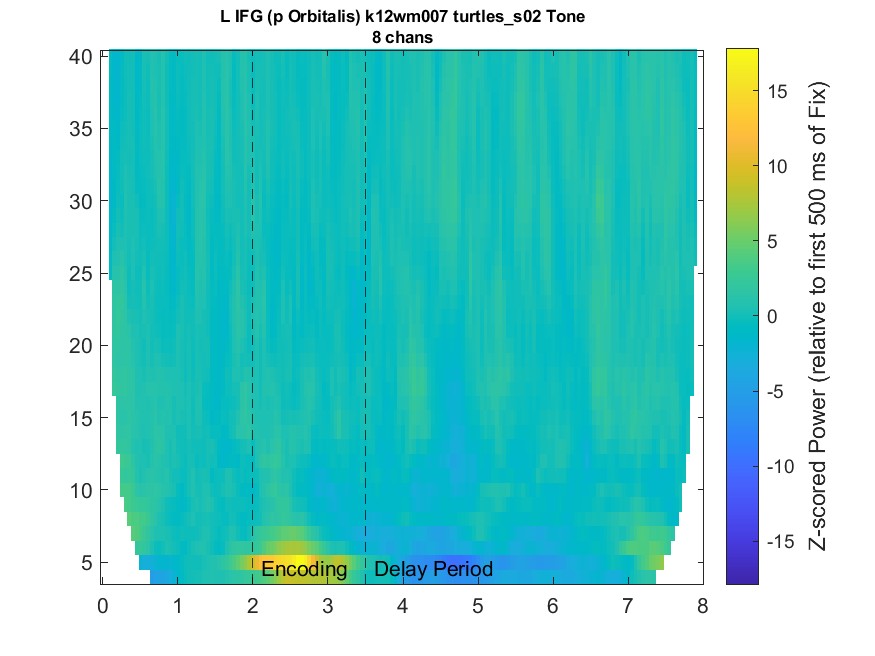 L IFG (p Orbitalis) k12wm007 turtles_s02 Tone
8 chans
40
35
30
25
20
15
10
5
Encoding
Delay Period
0 1 2 3 4 5 6 7 8
15
10
5
0
-5
-10
-15
Z-scored Power (relative to first 500 ms of Fix)